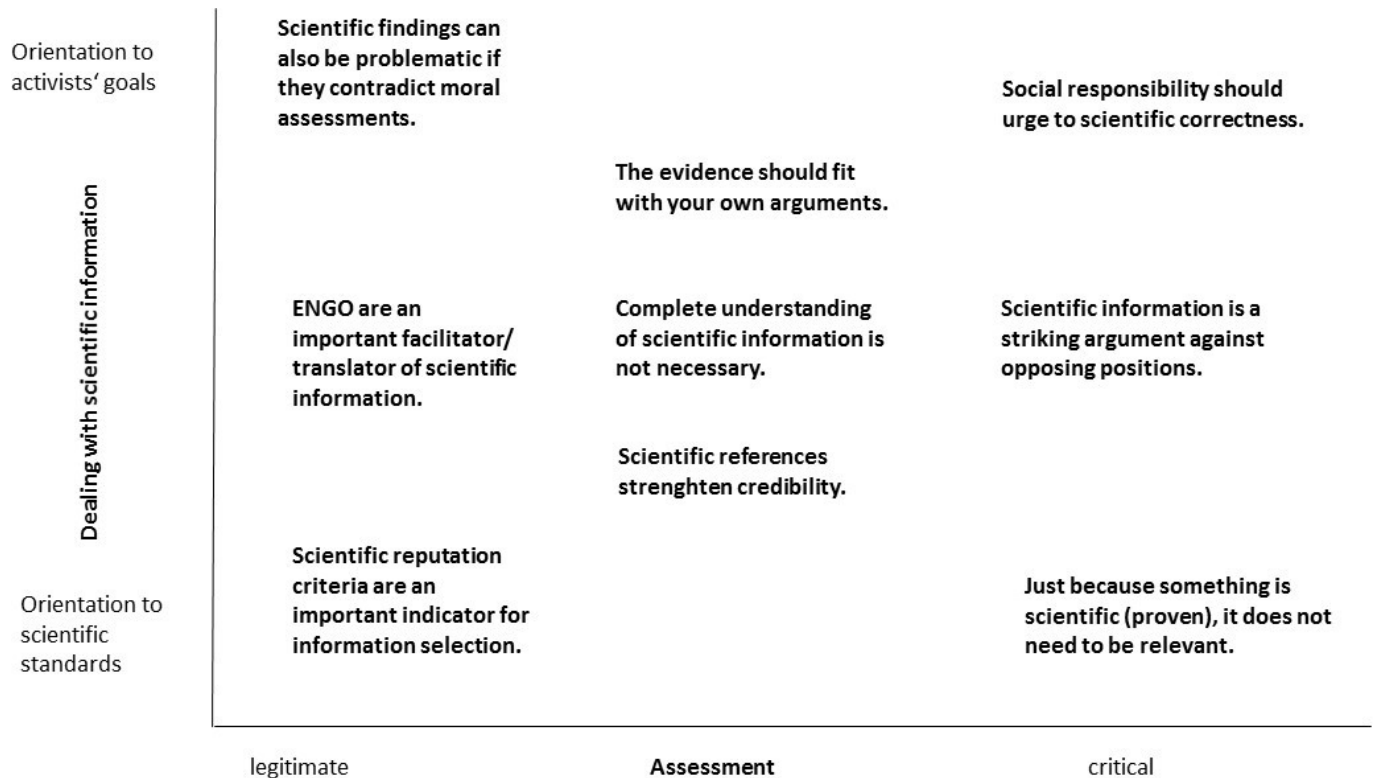 Orientation to
activists‘ goals
Scientific findings can
also be problematic if
they contradict moral
assessments.
Social responsibility should
urge to scientific correctness.
The evidence should fit
with your own arguments.
Dealing with scientific information
ENGO are an
important facilitator/
translator of scientific
information.
Complete understanding
of scientific information is
not necessary.
Scientific information is a
striking argument against
opposing positions.
Scientific references
strenghten credibility.
Orientation to
scientific
standards
Scientific reputation
criteria are an
important indicator for
information selection.
Just because something is
scientific (proven), it does not
need to be relevant.
legitimate
Assessment
critical